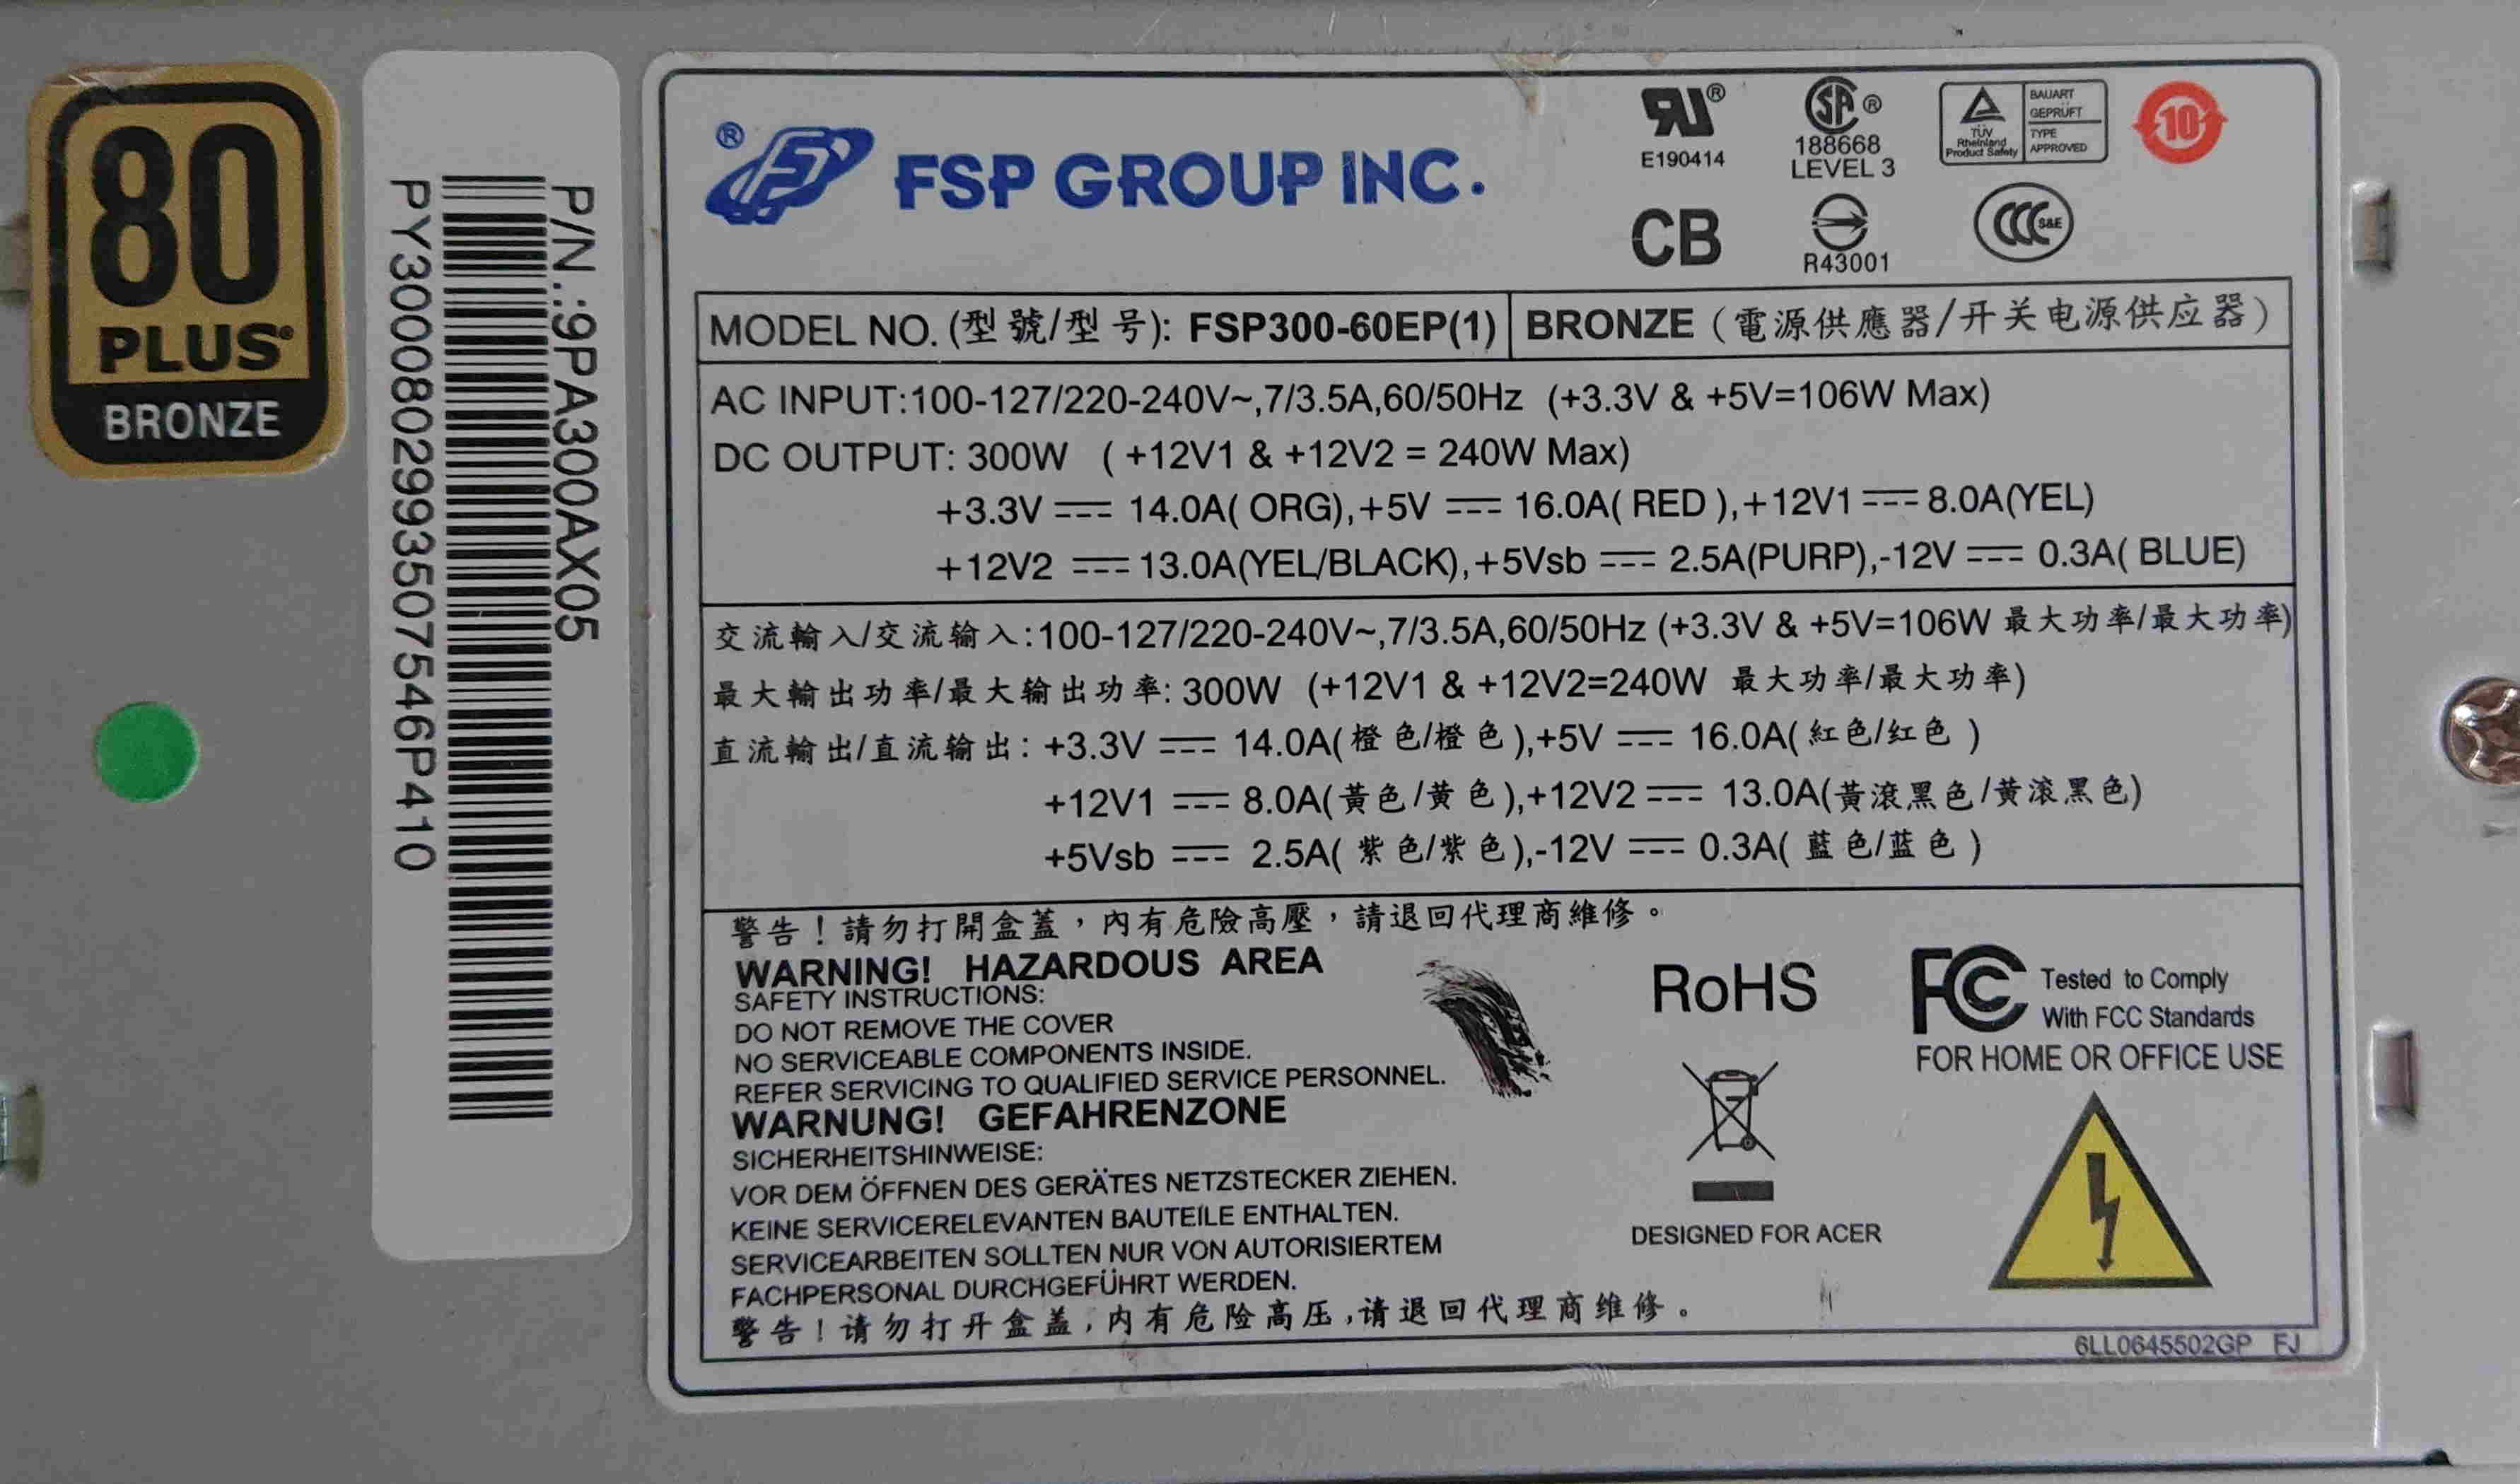 80
PLUS
BRONZE
P/N.:9PA300AX05
PY30008029935075​46P410
® FSP GROUP INC.
®
E190414
SA ®
188668
LEVEL 3
TÜV
Rheinland
Product Safety
BAUART
GEPRÜFT
TYPE
APPROVED
10
CB
R43001
CCC S&E
MODEL NO. (型號/型号): FSP300-60EP(1) BRONZE (電源供應器/开关电源供应器)
AC INPUT:100-127/220-240V~,7/3.5A,60/50Hz (+3.3V & +5V=106W Max)
DC OUTPUT: 300W ( +12V1 & +12V2 = 240W Max)
+3.3V ⎓ 14.0A( ORG),+5V ⎓ 16.0A( RED ),+12V1 ⎓ 8.0A(YEL)
+12V2 ⎓ 13.0A(YEL/BLACK),+5Vsb ⎓ 2.5A(PURP),-12V ⎓ 0.3A( BLUE)
交流輸入/交流输入:100-127/220-240V~,7/3.5A,60/50Hz (+3.3V & +5V=106W 最大功率/最大功率)
最大輸出功率/最大输出功率: 300W (+12V1 & +12V2=240W 最大功率/最大功率)
直流輸出/直流输出: +3.3V ⎓ 14.0A(橙色/橙色),+5V ⎓ 16.0A(紅色/红色 )
+12V1 ⎓ 8.0A(黃色/黄色),+12V2 ⎓ 13.0A(黃滾黑色/黄滚黑色)
+5Vsb ⎓ 2.5A( 紫色/紫色),-12V ⎓ 0.3A( 藍色/蓝色 )
警告!請勿打開盒蓋,內有危險高壓,請退回代理商維修。
WARNING! HAZARDOUS AREA
SAFETY INSTRUCTIONS:
DO NOT REMOVE THE COVER
NO SERVICEABLE COMPONENTS INSIDE.
REFER SERVICING TO QUALIFIED SERVICE PERSONNEL.
WARNUNG! GEFAHRENZONE
SICHERHEITSHINWEISE:
VOR DEM ÖFFNEN DES GERÄTES NETZSTECKER ZIEHEN.
KEINE SERVICERELEVANTEN BAUTEILE ENTHALTEN.
SERVICEARBEITEN SOLLTEN NUR VON AUTORISIERTEM
FACHPERSONAL DURCHGEFÜHRT WERDEN.
警告!请勿打开盒盖,内有危险高压,请退回代理商维修。
RoHS
DESIGNED FOR ACER
FC Tested to Comply
With FCC Standards
FOR HOME OR OFFICE USE
6LL0645502GP FJ